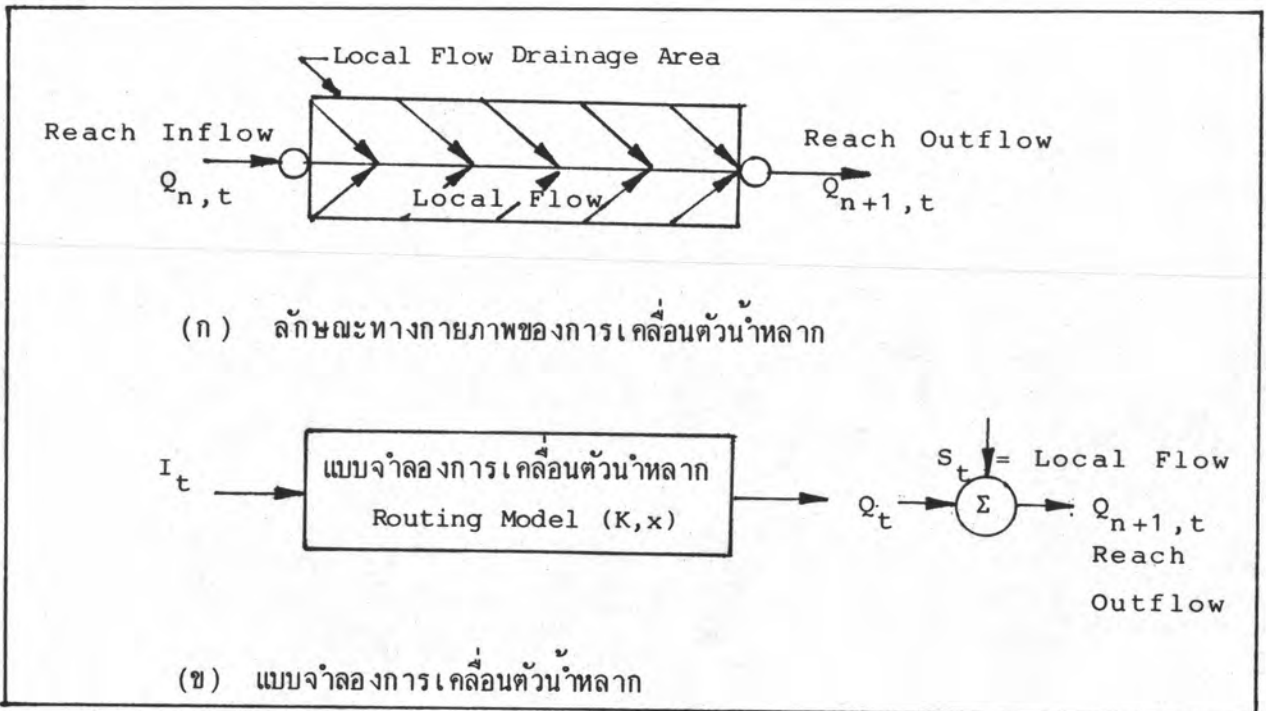 Local Flow Drainage Area
Reach Inflow
Reach Outflow
Q n,t
Local Flow
Q n+1,t
(ก) ลักษณะทางกายภาพของการเคลื่อนตัวน้ำหลาก
I t
แบบจำลองการเคลื่อนตัวนำหลาก
Routing Model (K,x)
S t = Local Flow
Q t
Σ
Q n+1,t
Reach
Outflow
(ข) แบบจำลองการเคลื่อนตัวน้ำหลาก